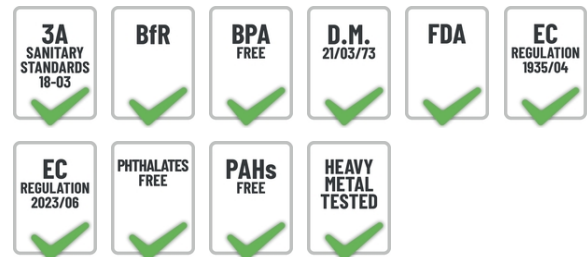 3A
SANITARY
STANDARDS
18-03
BfR
BPA
FREE
D.M.
21/03/73
FDA
EC
REGULATION
1935/04
EC
REGULATION
2023/06
PHTHALATES
FREE
PAHs
FREE
HEAVY
METAL
TESTED